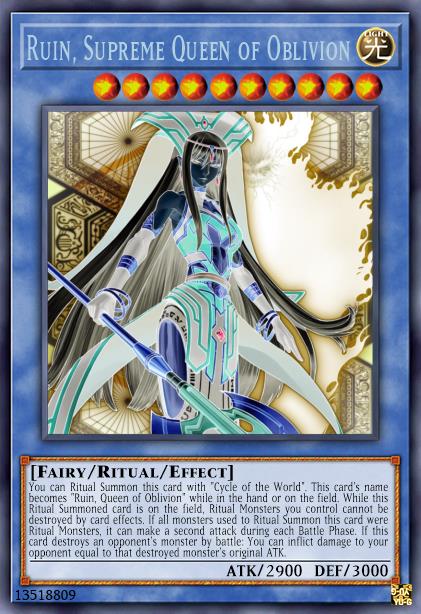 Ruin, Supreme Queen of Oblivion
LIGHT
光
[Fairy/Ritual/Effect]
You can Ritual Summon this card with "Cycle of the World". This card's name
becomes "Ruin, Queen of Oblivion" while in the hand or on the field. While this
Ritual Summoned card is on the field, Ritual Monsters you control cannot be
destroyed by card effects. If all monsters used to Ritual Summon this card were
Ritual Monsters, it can make a second attack during each Battle Phase. If this
card destroys an opponent's monster by battle: You can inflict damage to your
opponent equal to that destroyed monster's original ATK.
ATK/2900 DEF/3000
13518809